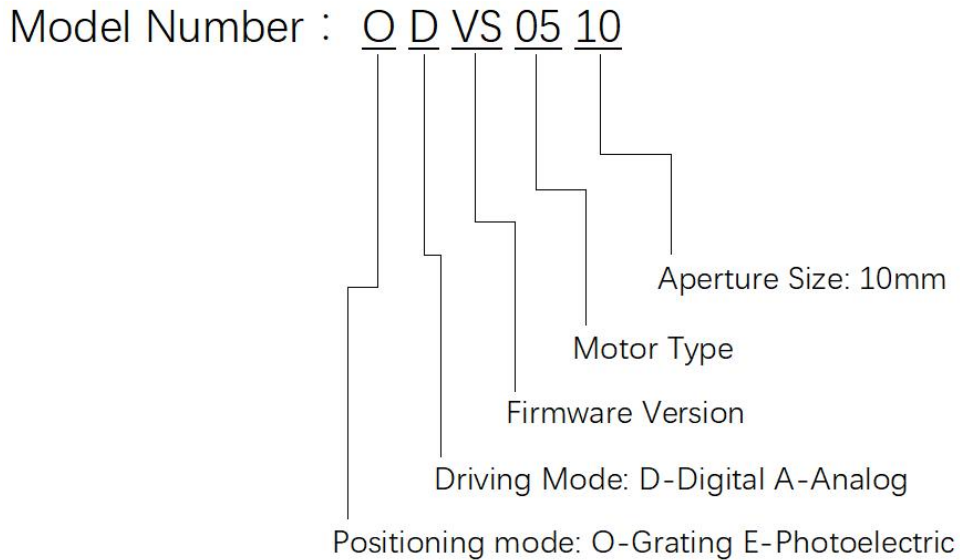 Model Number： O D VS 05 10
Aperture Size: 10mm
Motor Type
Firmware Version
Driving Mode: D-Digital A-Analog
Positioning mode: O-Grating E-Photoelectric